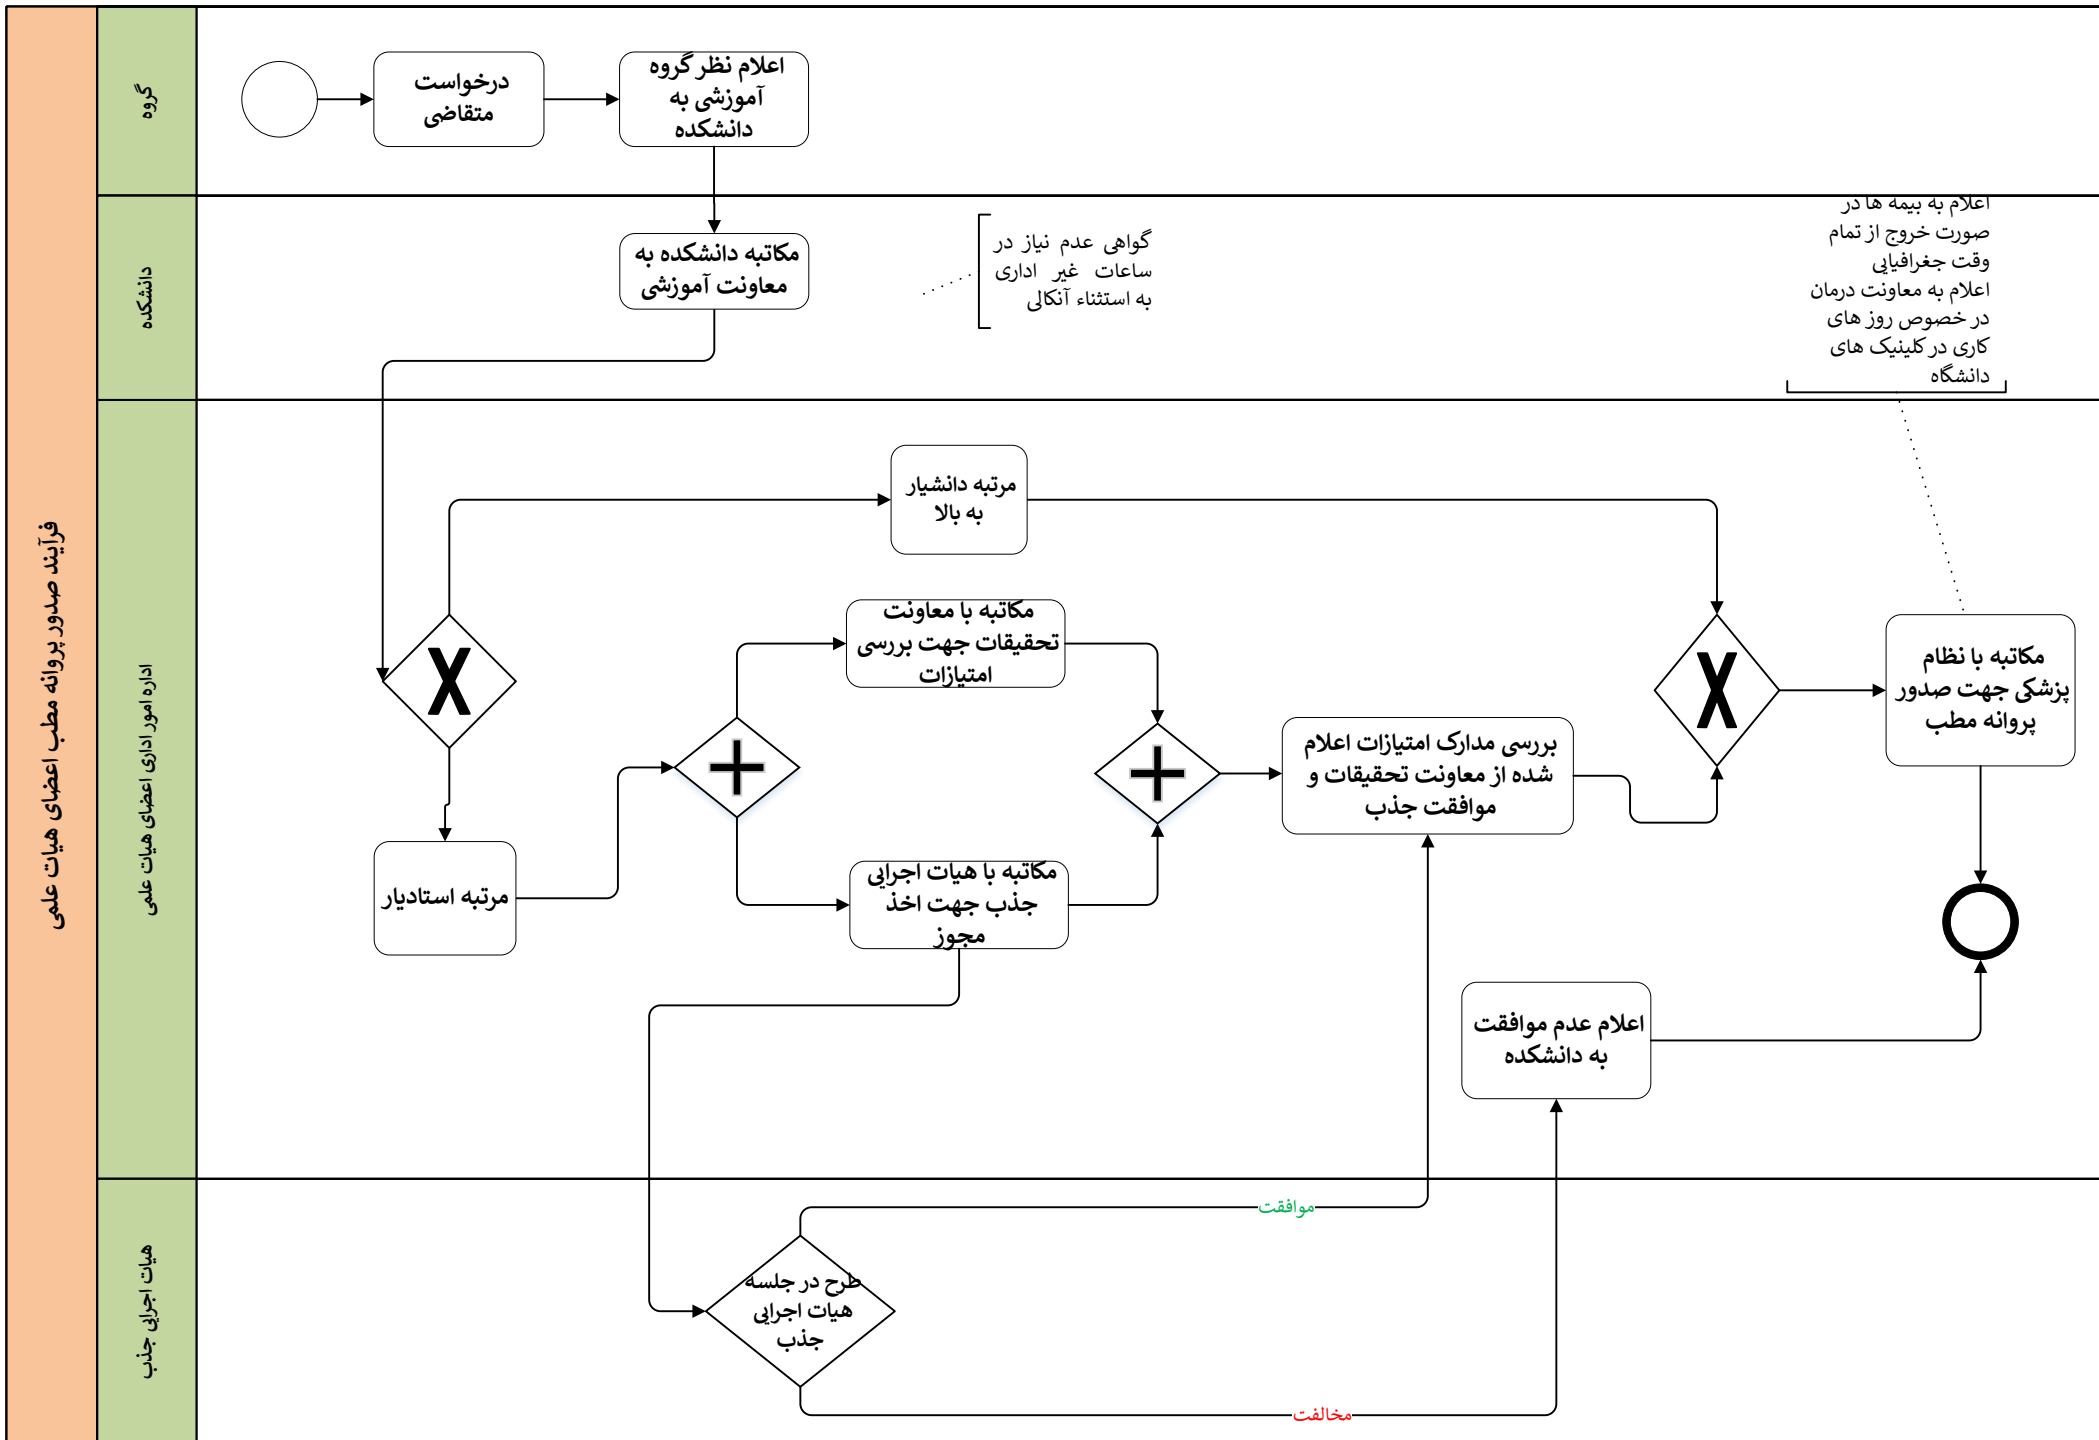 فرآیند صدور پروانه مطب اعضای هیات علمی
گروه
درخواست
متقاضی
اعلام نظر گروه
آموزشی به
دانشکده
دانشکده
مکاتبه دانشکده به
معاونت آموزشی
گواهی عدم نیاز در
ساعات غیر اداری
به استثناء آنکالی
اعلام به بیمه ها در
صورت خروج از تمام
وقت جغرافیایی
اعلام به معاونت درمان
در خصوص روز های
کاری در کلینیک های
دانشگاه
اداره امور اداری اعضای هیات علمی
مرتبه دانشیار
به بالا
X
مرتبه استادیار
مکاتبه با معاونت
تحقیقات جهت بررسی
امتیازات
مکاتبه با هیات اجرایی
جذب جهت اخذ
مجوز
بررسی مدارک امتیازات اعلام
شده از معاونت تحقیقات و
موافقت جذب
X
مکاتبه با نظام
پزشکی جهت صدور
پروانه مطب
اعلام عدم موافقت
به دانشکده
هیات اجرایی جذب
طرح در جلسه
هیات اجرایی
جذب
موافقت
مخالفت